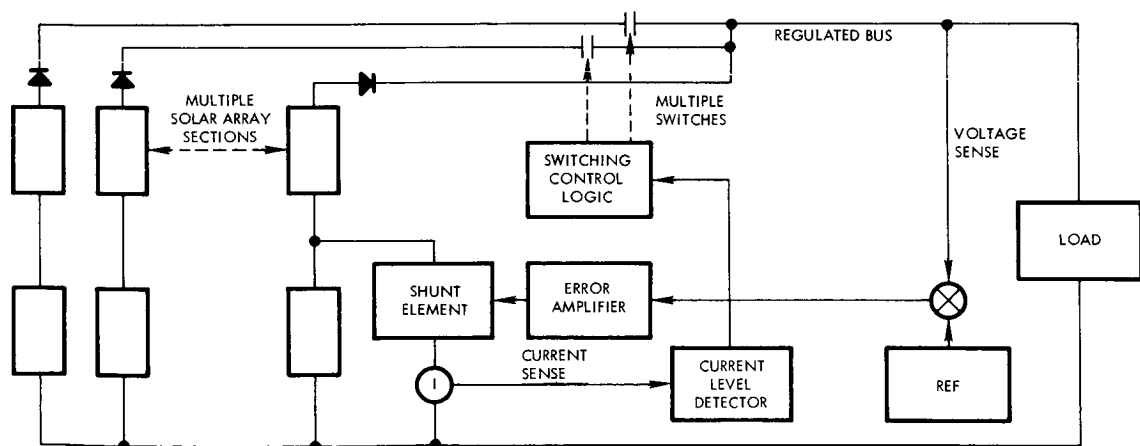 REGULATED BUS
MULTIPLE
SOLAR ARRAY
SECTIONS
MULTIPLE
SWITCHES
VOLTAGE
SENSE
SWITCHING
CONTROL
LOGIC
LOAD
SHUNT
ELEMENT
ERROR
AMPLIFIER
CURRENT
SENSE
I
CURRENT
LEVEL
DETECTOR
REF